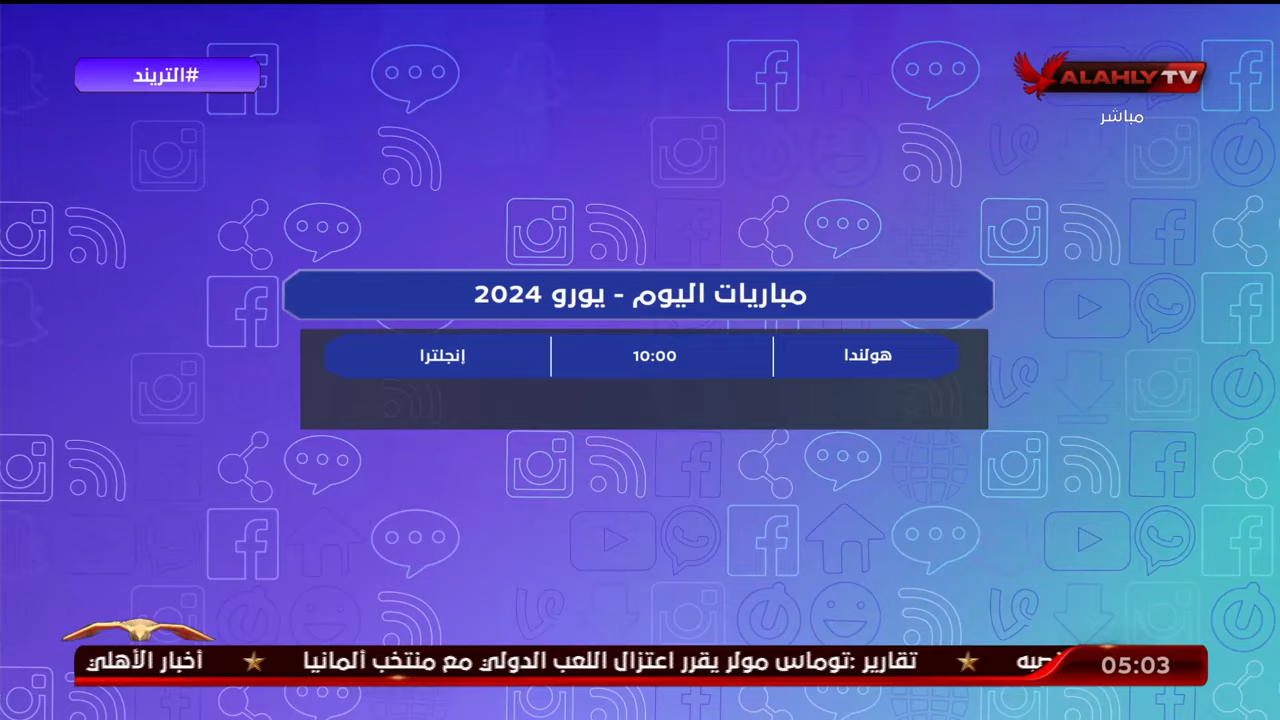 #التريند
ALAHLY TV
مباشر
مباريات اليوم - يورو 2024
هولندا 10:00 إنجلترا
تقارير :توماس مولر يقرر اعتزال اللعب الدولي مع منتخب ألمانيا
أخبار الأهلي
05:03